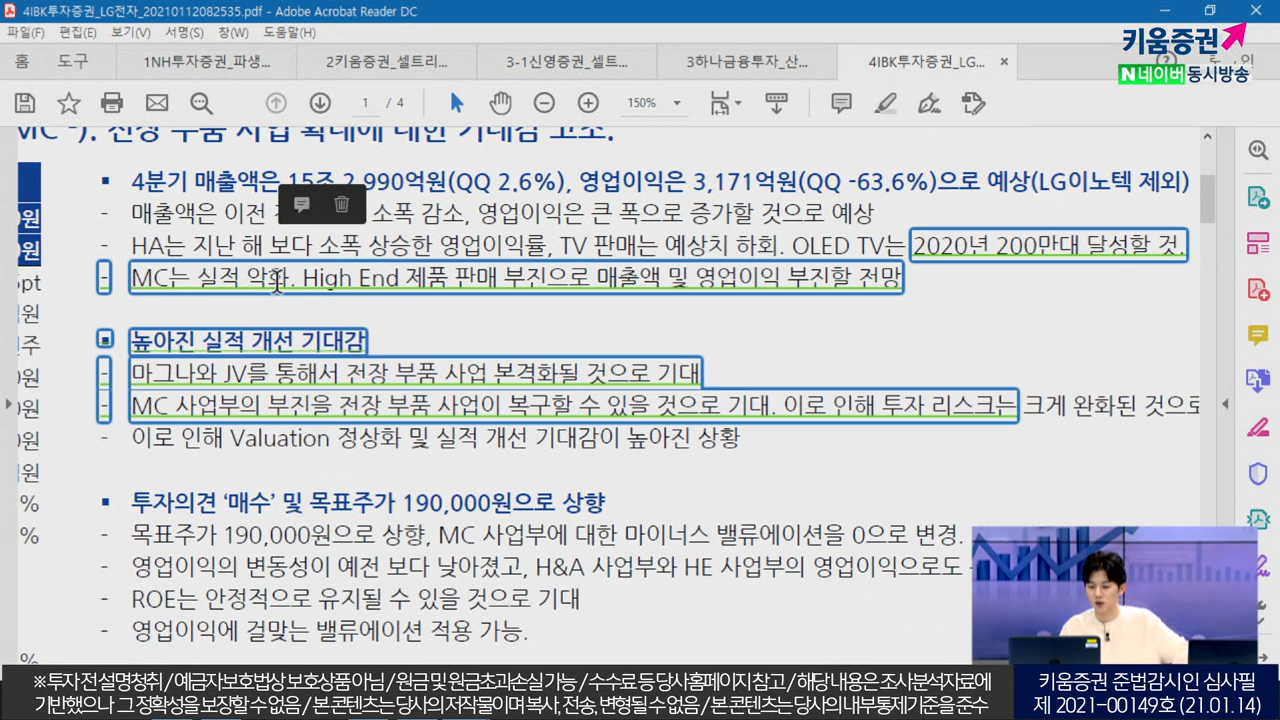 4IBK투자증권_LG전자_20210112082535.pdf - Adobe Acrobat Reader DC
파일(F) 편집(E) 보기(V) 서명(S) 창(W) 도움말(H)
키움증권
N 네이버 동시방송
홈 도구 1NH투자증권_파생... 2키움증권_셀트리... 3-1신영증권_셀트... 3하나금융투자_산... 4IBK투자증권_LG... ×
1 / 4 150%
MC -). 전장 부품 사업 확대에 대한 기대감 고조.
▪ 4분기 매출액은 15조 2,990억원(QQ 2.6%), 영업이익은 3,171억원(QQ -63.6%)으로 예상(LG이노텍 제외)
- 매출액은 이전 소폭 감소, 영업이익은 큰 폭으로 증가할 것으로 예상
- HA는 지난 해 보다 소폭 상승한 영업이익률, TV 판매는 예상치 하회. OLED TV는 2020년 200만대 달성할 것.
- MC는 실적 악화. High End 제품 판매 부진으로 매출액 및 영업이익 부진할 전망
▪ 높아진 실적 개선 기대감
- 마그나와 JV를 통해서 전장 부품 사업 본격화될 것으로 기대
- MC 사업부의 부진을 전장 부품 사업이 복구할 수 있을 것으로 기대. 이로 인해 투자 리스크는 크게 완화된 것으로
- 이로 인해 Valuation 정상화 및 실적 개선 기대감이 높아진 상황
▪ 투자의견 ‘매수’ 및 목표주가 190,000원으로 상향
- 목표주가 190,000원으로 상향, MC 사업부에 대한 마이너스 밸류에이션을 0으로 변경.
- 영업이익의 변동성이 예전 보다 낮아졌고, H&A 사업부와 HE 사업부의 영업이익으로도
- ROE는 안정적으로 유지될 수 있을 것으로 기대
- 영업이익에 걸맞는 밸류에이션 적용 가능.
원
원
pt
원
주
원
원
원
원
%
%
%
※ 투자 전 설명청취 / 예금자보호법상 보호상품 아님 / 원금 및 원금초과손실 가능 / 수수료 등 당사홈페이지 참고 / 해당 내용은 조사분석자료에
기반했으나 그 정확성을 보장할 수 없음 / 본 콘텐츠는 당사의 저작물이며 복사, 전송, 변형될 수 없음 / 본 콘텐츠는 당사의 내부통제기준을 준수
키움증권 준법감시인 심사필
제 2021-00149호 (21.01.14)